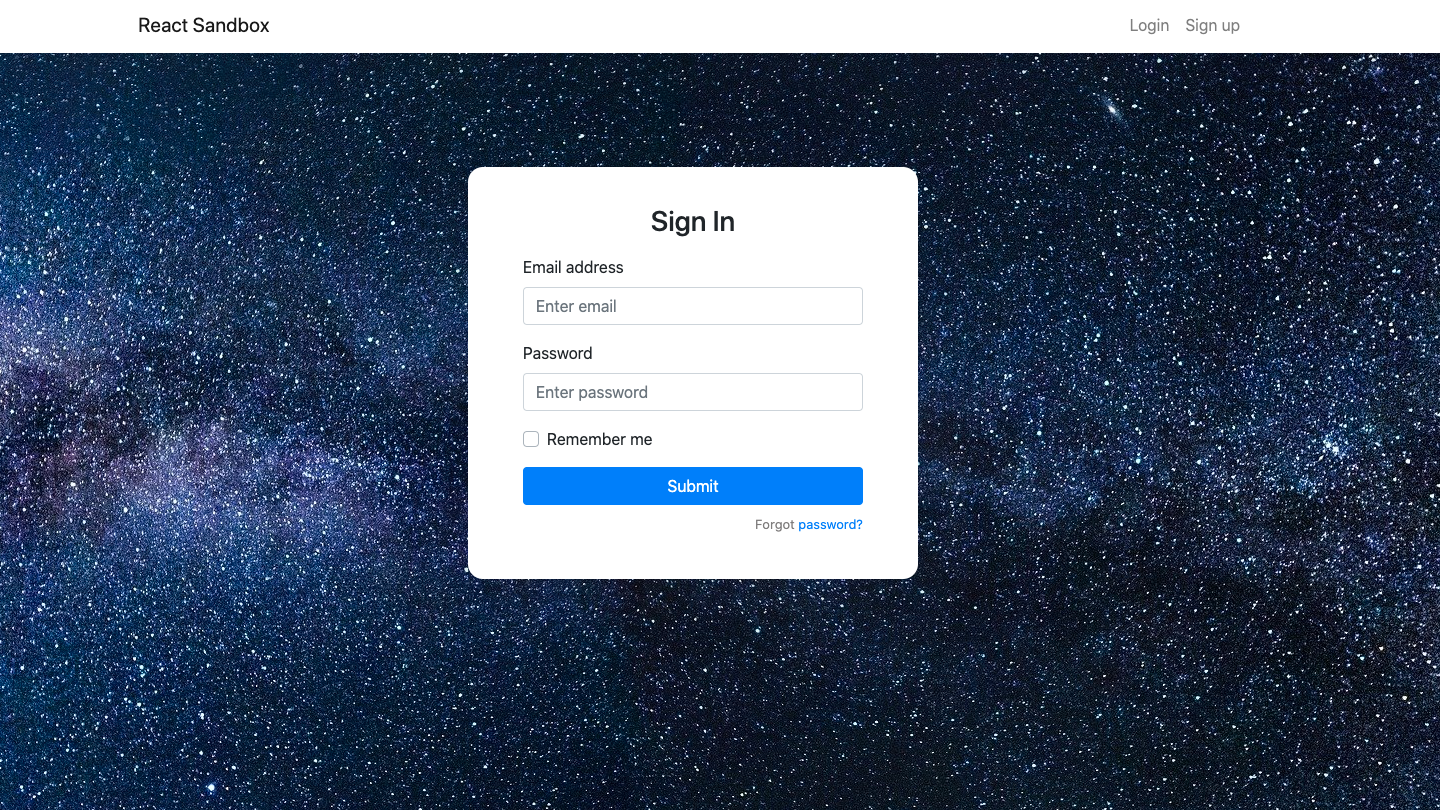 React Sandbox
Login Sign up
Sign In
Email address
Enter email
Password
Enter password
Remember me
Submit
Forgot password?